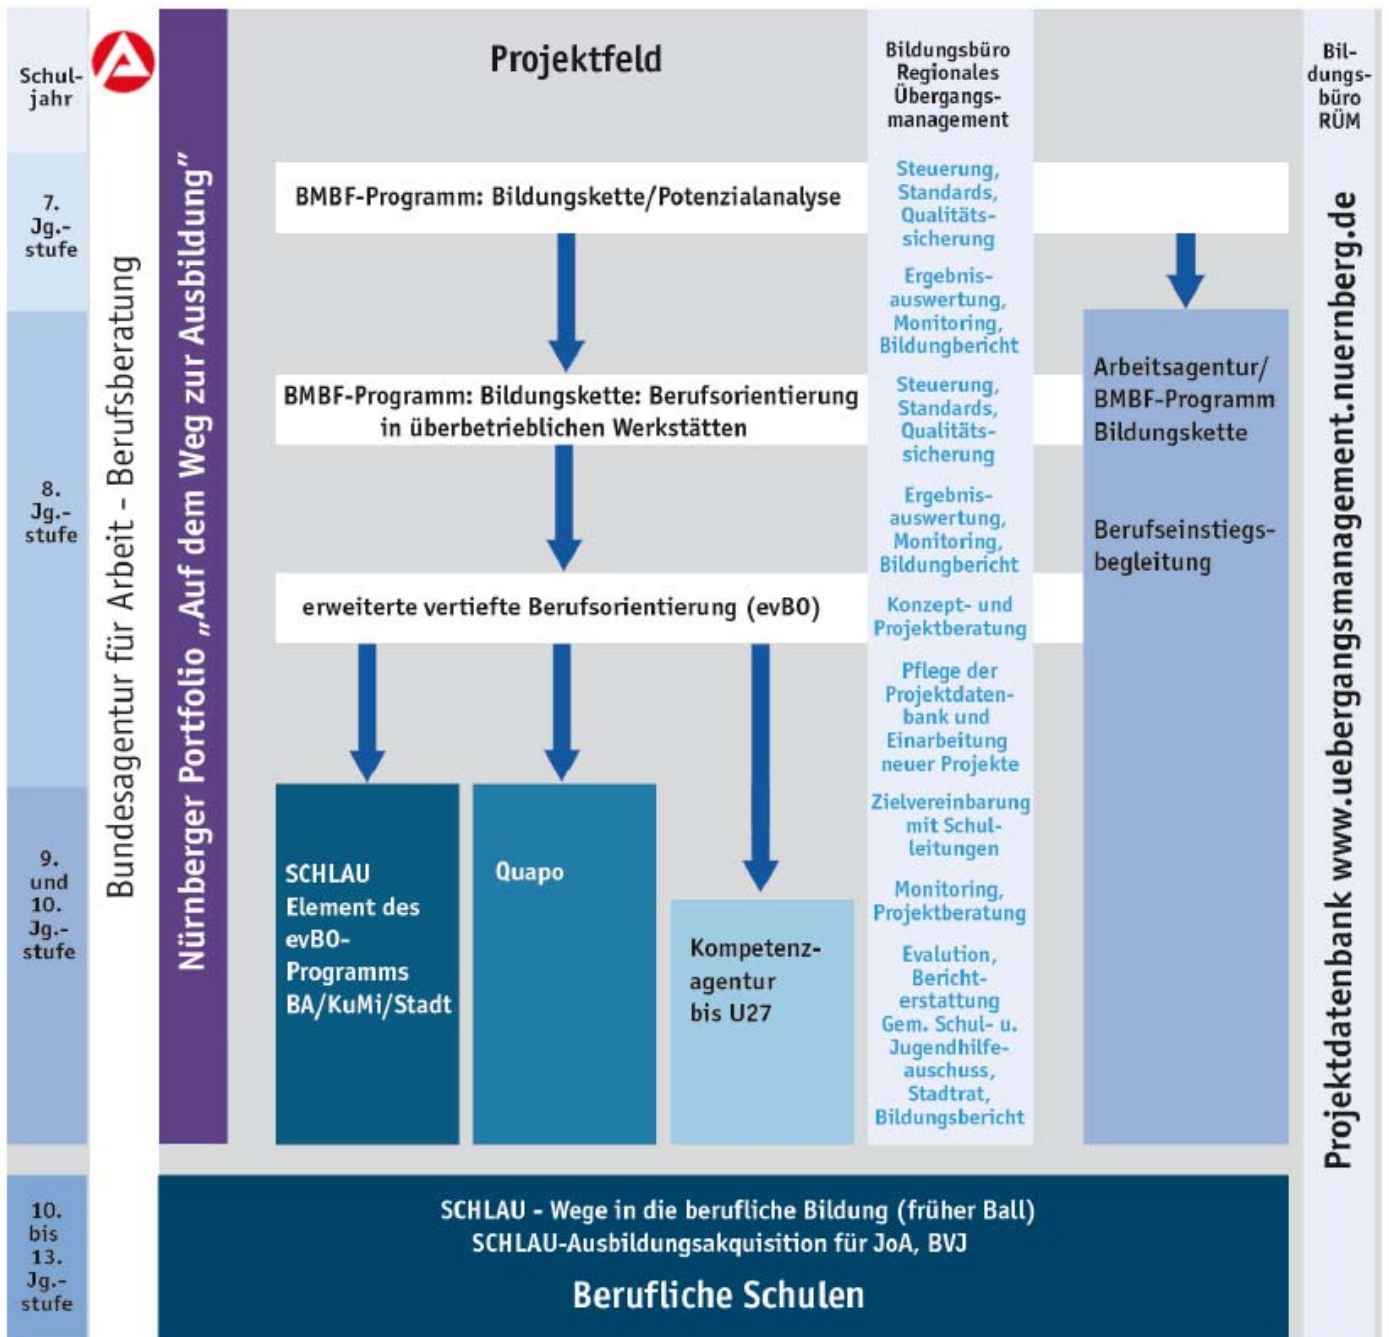 Schul-
jahr
7.
Jg.-
stufe
8.
Jg.-
stufe
9.
und
10.
Jg.-
stufe
10.
bis
13.
Jg.-
stufe
Bundesagentur für Arbeit – Berufsberatung
Nürnberger Portfolio „Auf dem Weg zur Ausbildung”
Projektfeld
BMBF-Programm: Bildungskette/Potenzialanalyse
BMBF-Programm: Bildungskette: Berufsorientierung
in überbetrieblichen Werkstätten
erweiterte vertiefte Berufsorientierung (evBO)
SCHLAU
Element des
evBO-
Programms
BA/KuMi/Stadt
Quapo
Kompetenz-
agentur
bis U27
Bildungsbüro
Regionales
Übergangs-
management
Steuerung,
Standards,
Qualitäts-
sicherung
Ergebnis-
auswertung,
Monitoring,
Bildungbericht
Steuerung,
Standards,
Qualitäts-
sicherung
Ergebnis-
auswertung,
Monitoring,
Bildungbericht
Konzept- und
Projektberatung
Pflege der
Projektdaten-
bank und
Einarbeitung
neuer Projekte
Zielvereinbarung
mit Schul-
leitungen
Monitoring,
Projektberatung
Evalution,
Bericht-
erstattung
Gem. Schul- u.
Jugendhilfe-
auschuss,
Stadtrat,
Bildungsbericht
Arbeitsagentur/
BMBF-Programm
Bildungskette
Berufseinstiegs-
begleitung
Bil-
dungs-
büro
RÜM
Projektdatenbank www.uebergangsmanagement.nuernberg.de
SCHLAU - Wege in die berufliche Bildung (früher Ball)
SCHLAU-Ausbildungsakquisition für JoA, BVJ
Berufliche Schulen